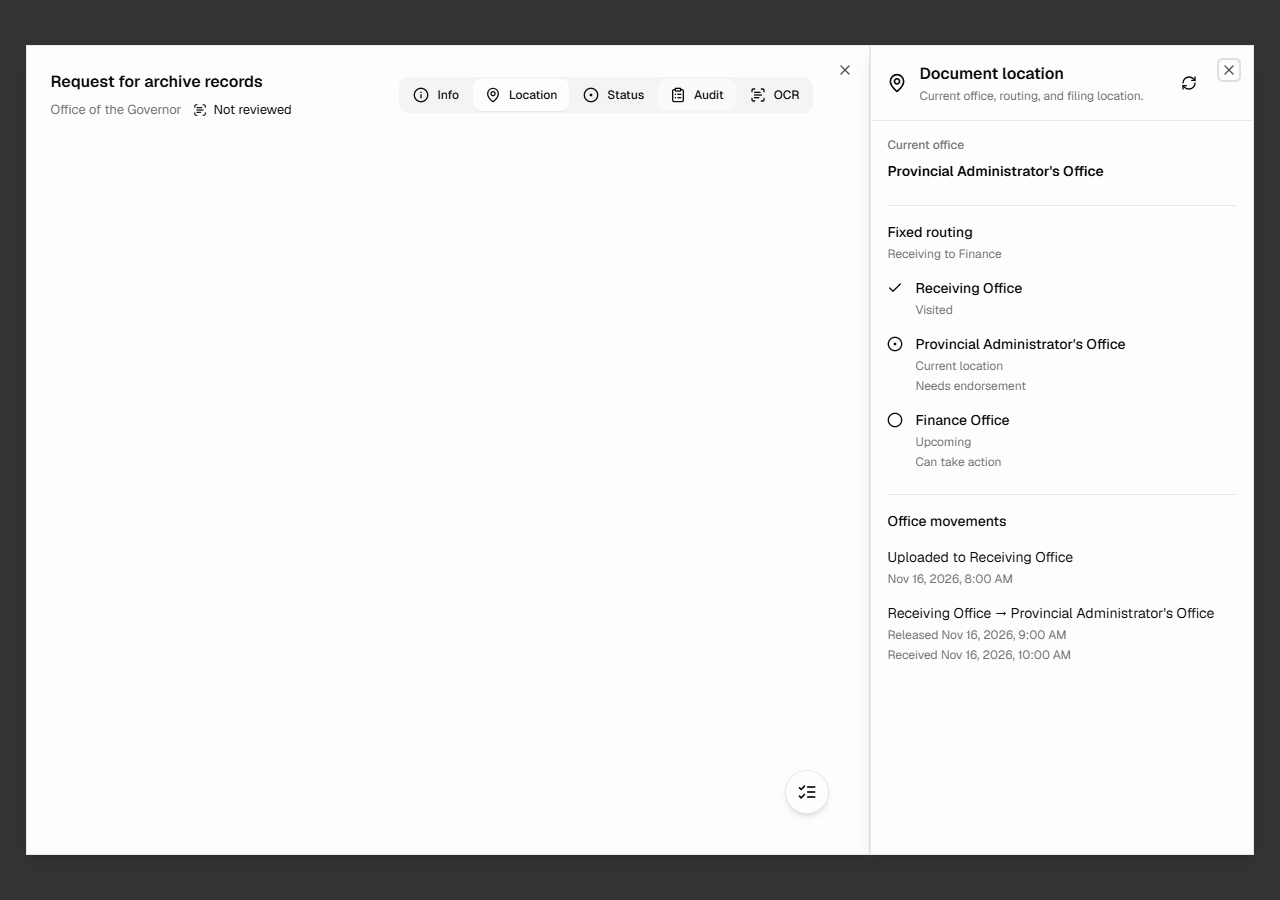 Request for archive records
Office of the Governor
Not reviewed
Info
Location
Status
Audit
OCR
Document location
Current office, routing, and filing location.
Current office
Provincial Administrator's Office
Fixed routing
Receiving to Finance
Receiving Office
Visited
Provincial Administrator's Office
Current location
Needs endorsement
Finance Office
Upcoming
Can take action
Office movements
Uploaded to Receiving Office
Nov 16, 2026, 8:00 AM
Receiving Office → Provincial Administrator's Office
Released Nov 16, 2026, 9:00 AM
Received Nov 16, 2026, 10:00 AM